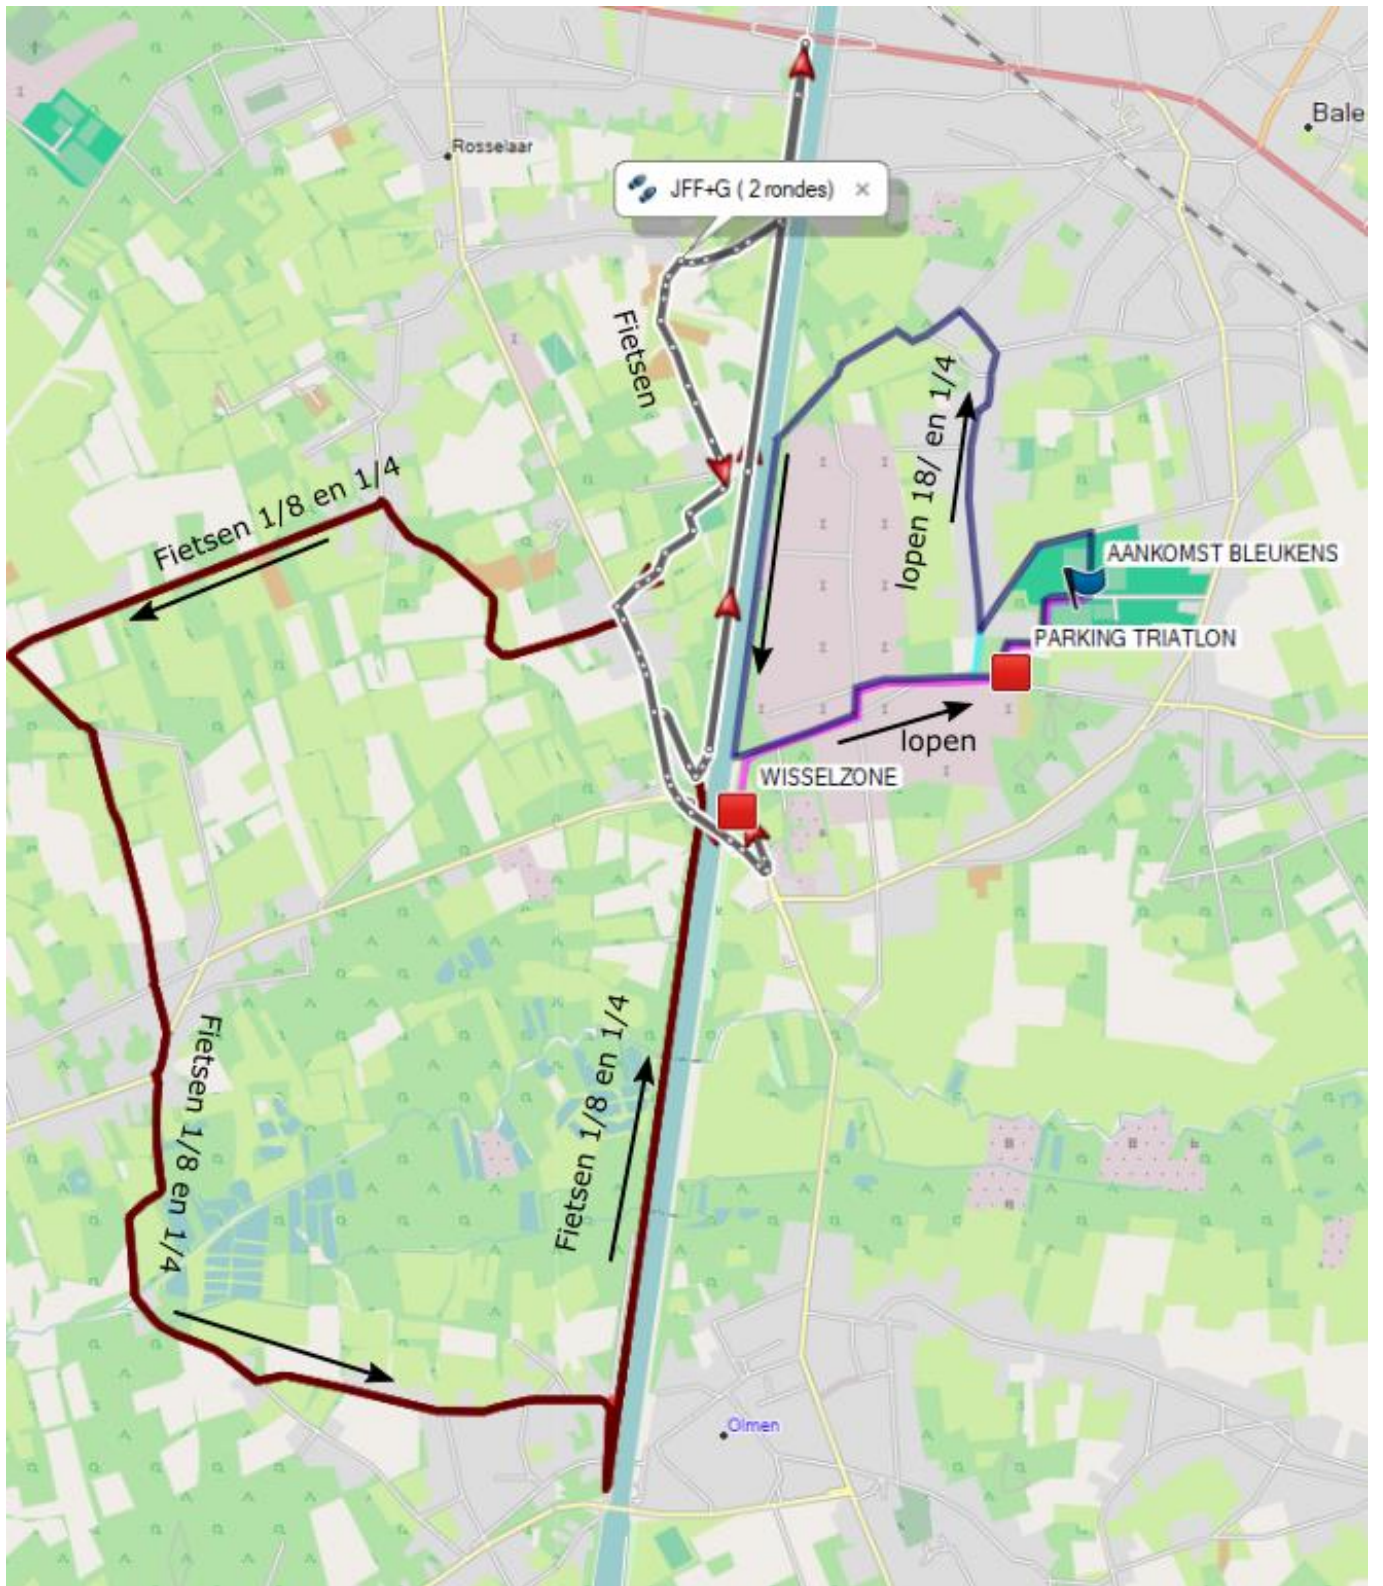 Bale
Rosselaar
JFF+G ( 2 rondes) ×
Fietsen
lopen 18/ en 1/4
Fietsen 1/8 en 1/4
AANKOMST BLEUKENS
PARKING TRIATLON
lopen
WISSELZONE
Fietsen 1/8 en 1/4
Fietsen 1/8 en 1/4
Olmen